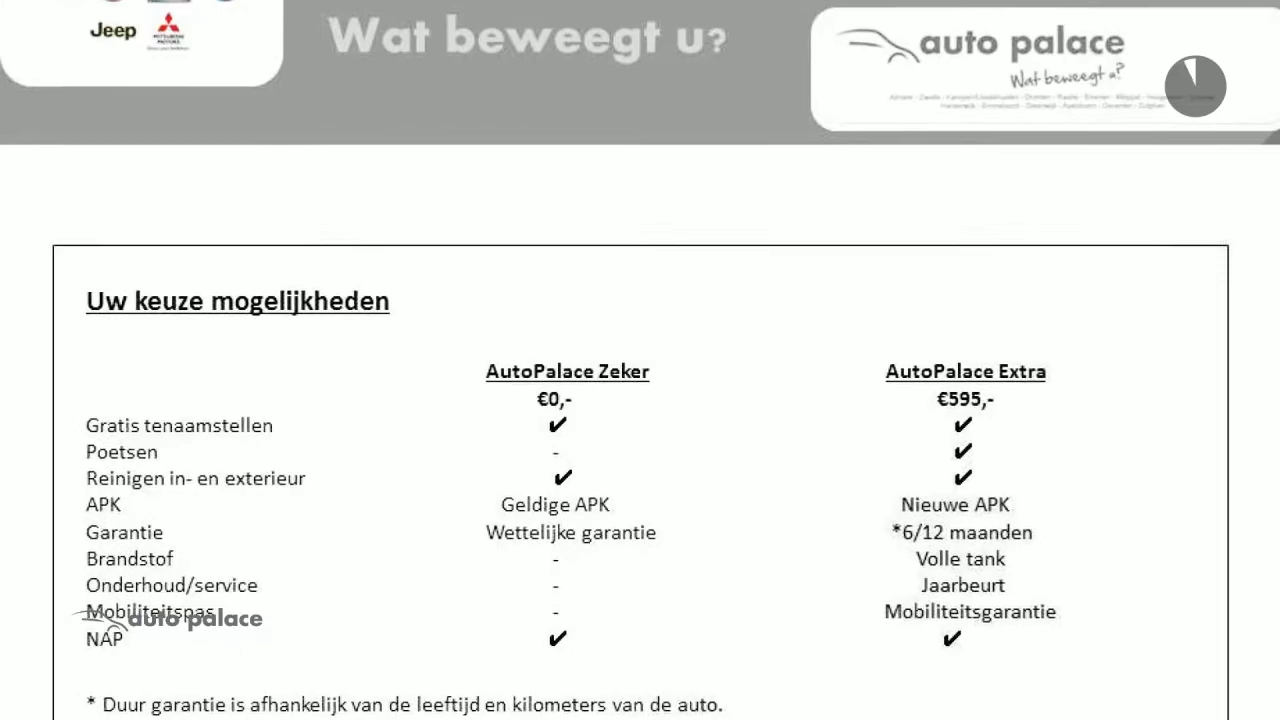 Jeep
MITSUBISHI MOTORS
Wat beweegt u?
auto palace
Wat beweegt u?
Uw keuze mogelijkheden
AutoPalace Zeker AutoPalace Extra
€0,- €595,-
Gratis tenaamstellen ✔ ✔
Poetsen - ✔
Reinigen in- en exterieur ✔ ✔
APK Geldige APK Nieuwe APK
Garantie Wettelijke garantie *6/12 maanden
Brandstof - Volle tank
Onderhoud/service - Jaarbeurt
Mobiliteitspas - Mobiliteitsgarantie
auto palace
NAP ✔ ✔
* Duur garantie is afhankelijk van de leeftijd en kilometers van de auto.